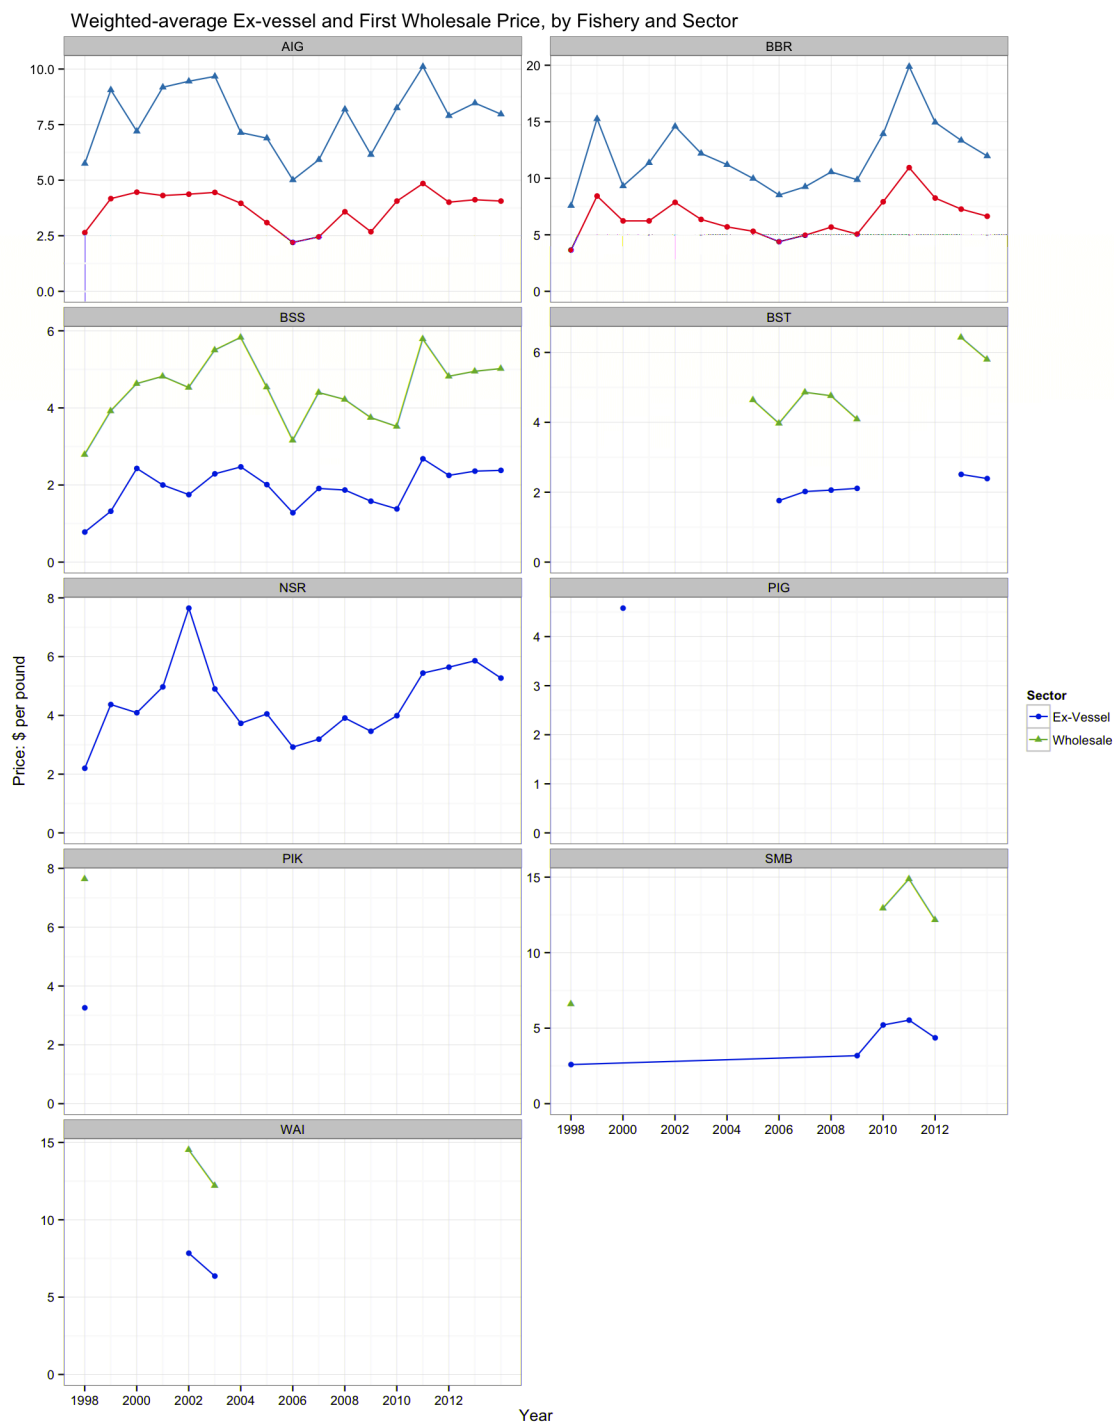 Weighted-average Ex-vessel and First Wholesale Price, by Fishery and Sector
AIG
10.0
7.5
5.0
2.5
0.0
BBR
20
15
10
5
0
BSS
6
4
2
0
BST
6
4
2
0
NSR
8
6
4
2
0
PIG
4
3
2
1
0
PIK
8
6
4
2
0
SMB
15
10
5
0
1998 2000 2002 2004 2006 2008 2010 2012
WAI
15
10
5
0
1998 2000 2002 2004 2006 2008 2010 2012
Year
Price: $ per pound
Sector
Ex-Vessel
Wholesale